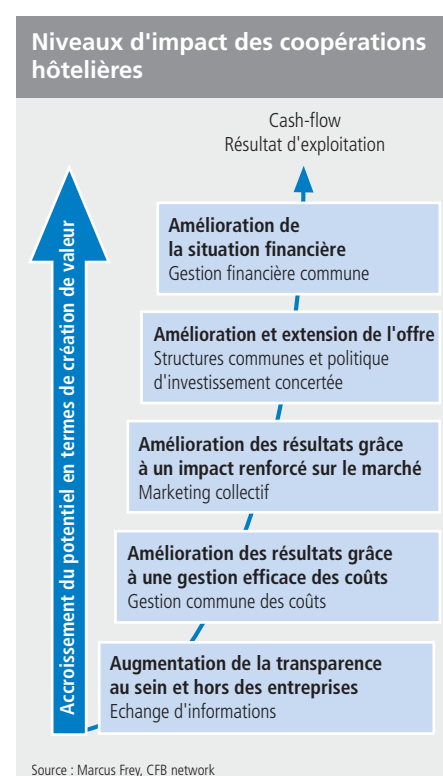 Niveaux d'impact des coopérations
hôtelières
Cash-flow
Résultat d'exploitation
Accroissement du potentiel en termes de création de valeur
Amélioration de
la situation financière
Gestion financière commune
Amélioration et extension de l'offre
Structures communes et politique
d'investissement concertée
Amélioration des résultats grâce
à un impact renforcé sur le marché
Marketing collectif
Amélioration des résultats grâce
à une gestion efficace des coûts
Gestion commune des coûts
Augmentation de la transparence
au sein et hors des entreprises
Echange d'informations
Source : Marcus Frey, CFB network